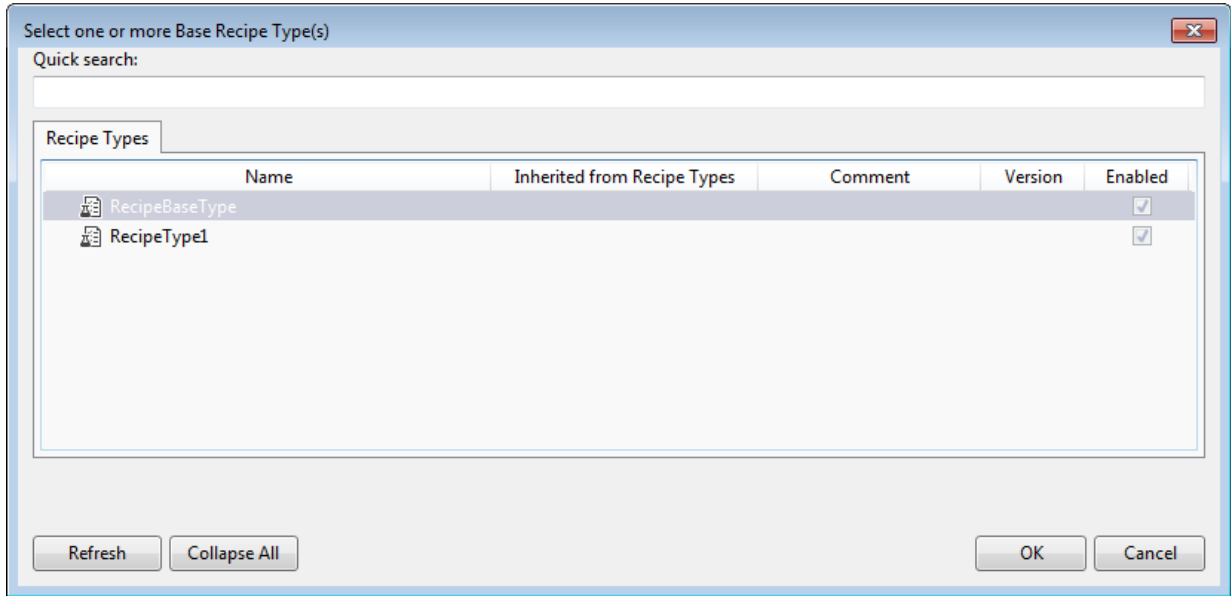 Select one or more Base Recipe Type(s)
Quick search:
Recipe Types
Name Inherited from Recipe Types Comment Version Enabled
RecipeBaseType
RecipeType1
Refresh Collapse All OK Cancel